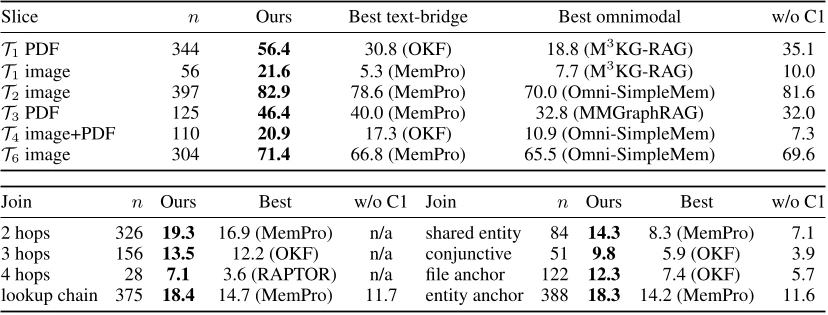 Slice n Ours Best text-bridge Best omnimodal w/o C1
𝒯₁ PDF 344 56.4 30.8 (OKF) 18.8 (M³KG-RAG) 35.1
𝒯₁ image 56 21.6 5.3 (MemPro) 7.7 (M³KG-RAG) 10.0
𝒯₂ image 397 82.9 78.6 (MemPro) 70.0 (Omni-SimpleMem) 81.6
𝒯₃ PDF 125 46.4 40.0 (MemPro) 32.8 (MMGraphRAG) 32.0
𝒯₄ image+PDF 110 20.9 17.3 (OKF) 10.9 (Omni-SimpleMem) 7.3
𝒯₆ image 304 71.4 66.8 (MemPro) 65.5 (Omni-SimpleMem) 69.6
Join n Ours Best w/o C1 Join n Ours Best w/o C1
2 hops 326 19.3 16.9 (MemPro) n/a shared entity 84 14.3 8.3 (MemPro) 7.1
3 hops 156 13.5 12.2 (OKF) n/a conjunctive 51 9.8 5.9 (OKF) 3.9
4 hops 28 7.1 3.6 (RAPTOR) n/a file anchor 122 12.3 7.4 (OKF) 5.7
lookup chain 375 18.4 14.7 (MemPro) 11.7 entity anchor 388 18.3 14.2 (MemPro) 11.6